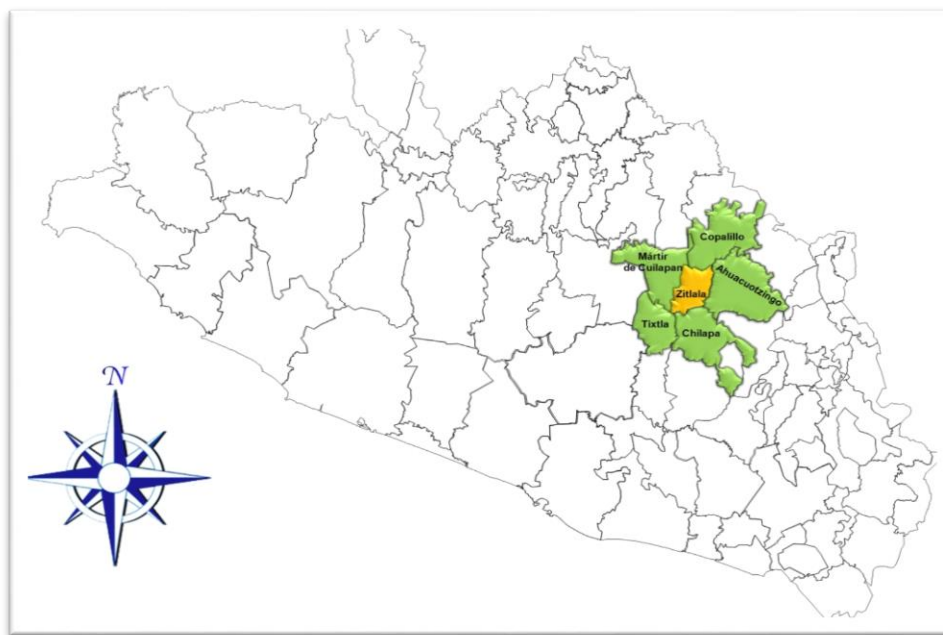 Copalillo
Mártir
de Cuilapan
Ahuacuotzingo
Zitlala
Tixtla
Chilapa
N